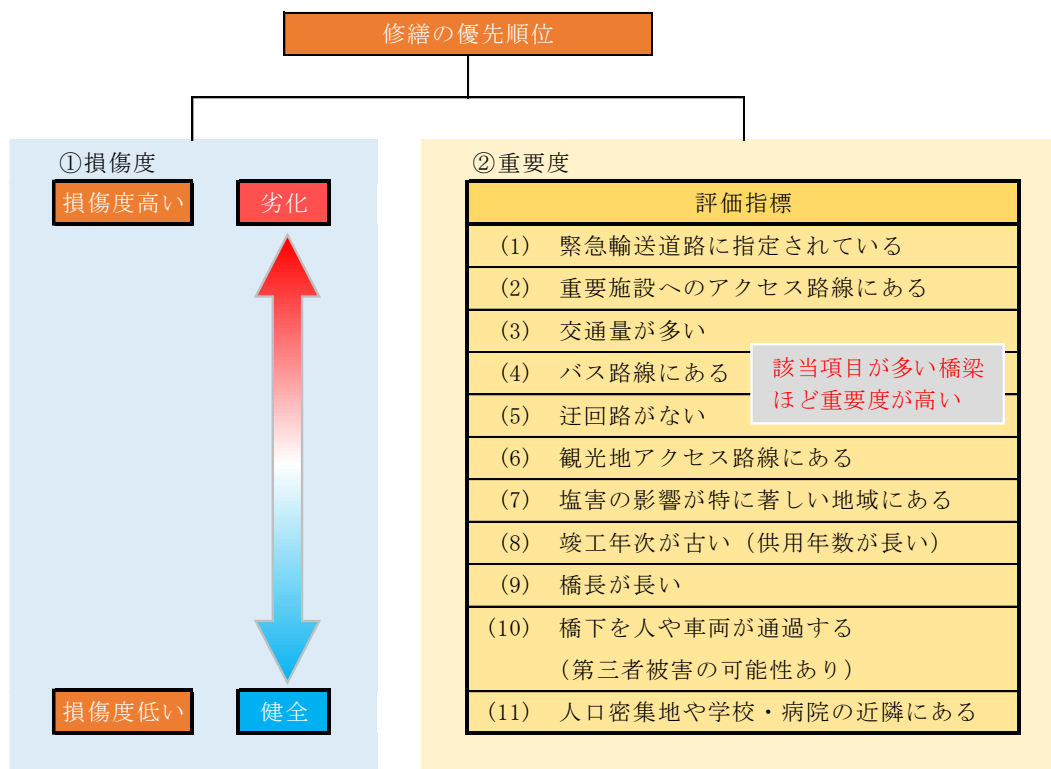 修繕の優先順位
①損傷度
損傷度高い
劣化
損傷度低い
健全
②重要度
評価指標
(1) 緊急輸送道路に指定されている
(2) 重要施設へのアクセス路線にある
(3) 交通量が多い
(4) バス路線にある
(5) 迂回路がない
(6) 観光地アクセス路線にある
(7) 塩害の影響が特に著しい地域にある
(8) 竣工年次が古い（供用年数が長い）
(9) 橋長が長い
(10) 橋下を人や車両が通過する
（第三者被害の可能性あり）
(11) 人口密集地や学校・病院の近隣にある
該当項目が多い橋梁
ほど重要度が高い